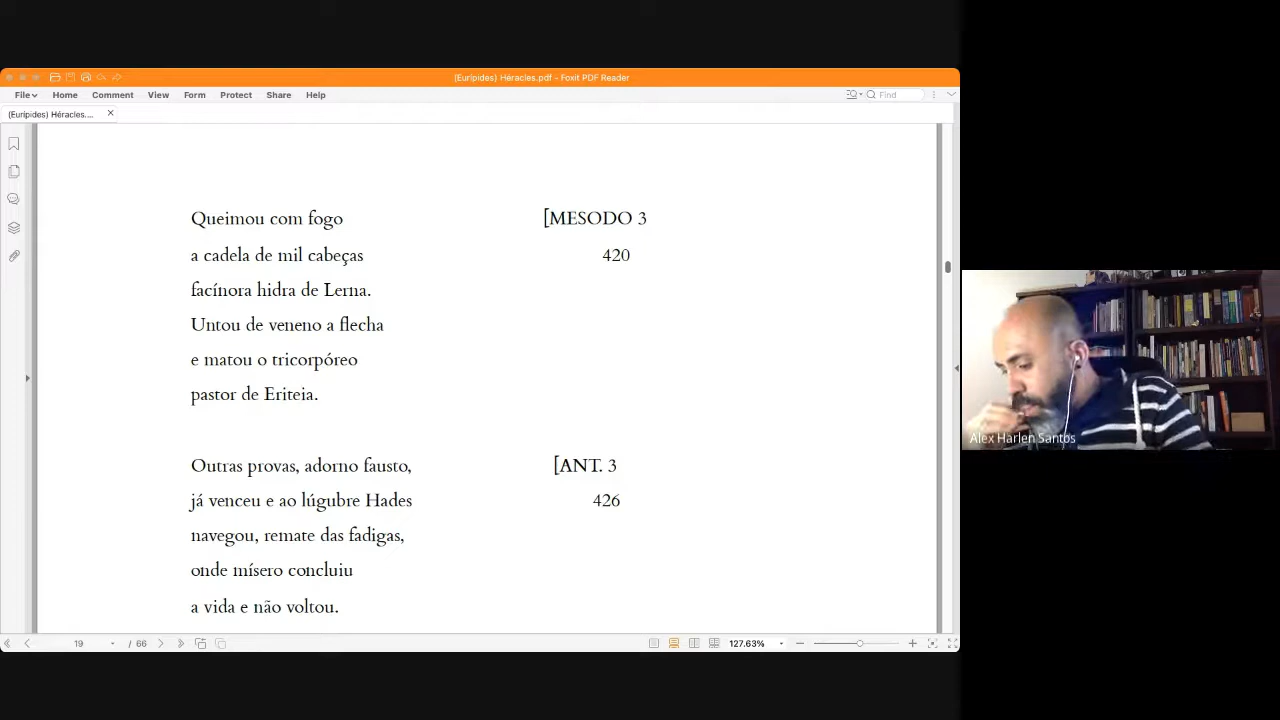 (Eurípides) Héracles.pdf - Foxit PDF Reader
File Home Comment View Form Protect Share Help Find
(Eurípides) Héracles....
Queimou com fogo [MESODO 3
a cadela de mil cabeças 420
facínora hidra de Lerna.
Untou de veneno a flecha
e matou o tricorpóreo
pastor de Eriteia.
Outras provas, adorno fausto, [ANT. 3
já venceu e ao lúgubre Hades 426
navegou, remate das fadigas,
onde mísero concluiu
a vida e não voltou.
19 / 66 127.63%
Alex Harlen Santos